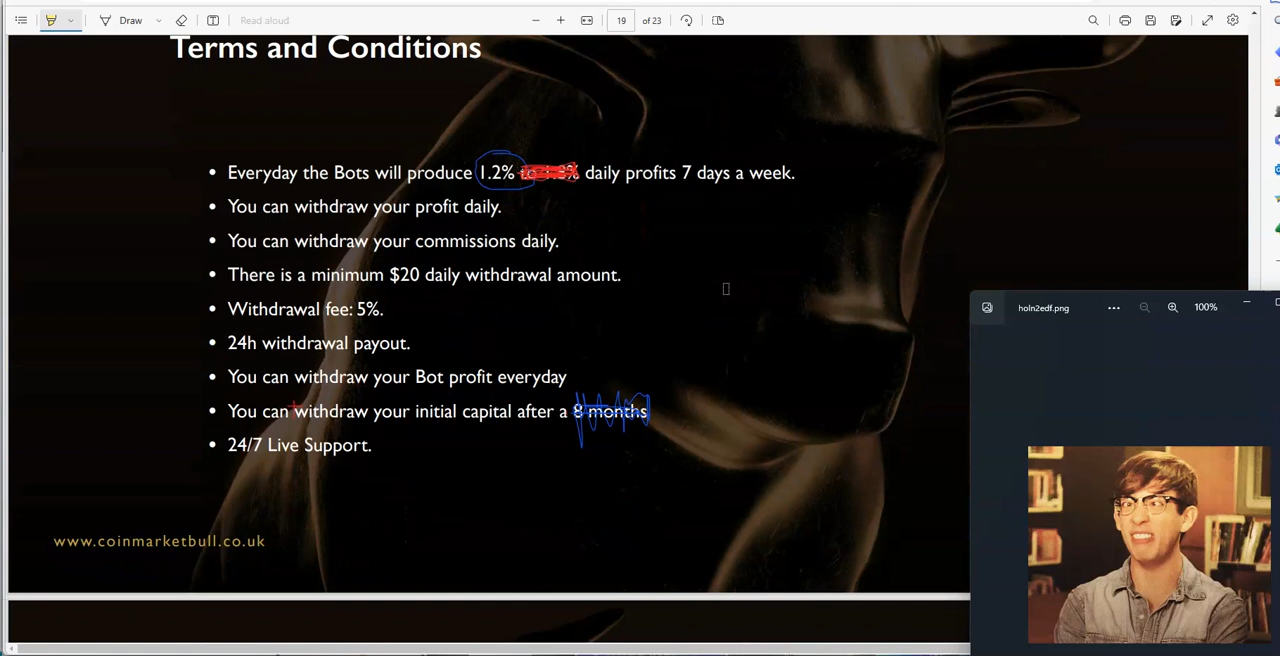 Draw
Read aloud
19 of 23
Terms and Conditions
• Everyday the Bots will produce 1.2% daily profits 7 days a week.
• You can withdraw your profit daily.
• You can withdraw your commissions daily.
• There is a minimum $20 daily withdrawal amount.
• Withdrawal fee: 5%.
• 24h withdrawal payout.
• You can withdraw your Bot profit everyday
• You can withdraw your initial capital after a 8 months
• 24/7 Live Support.
www.coinmarketbull.co.uk
holn2edf.png
100%